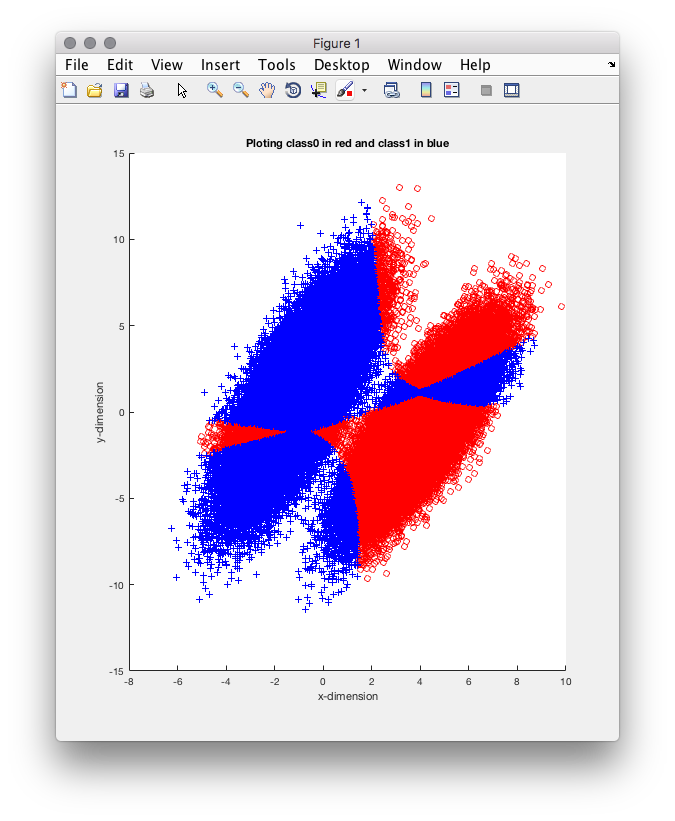 Figure 1
File Edit View Insert Tools Desktop Window Help
Ploting class0 in red and class1 in blue
15
10
5
0
-5
-10
-15
y-dimension
-8 -6 -4 -2 0 2 4 6 8 10
x-dimension